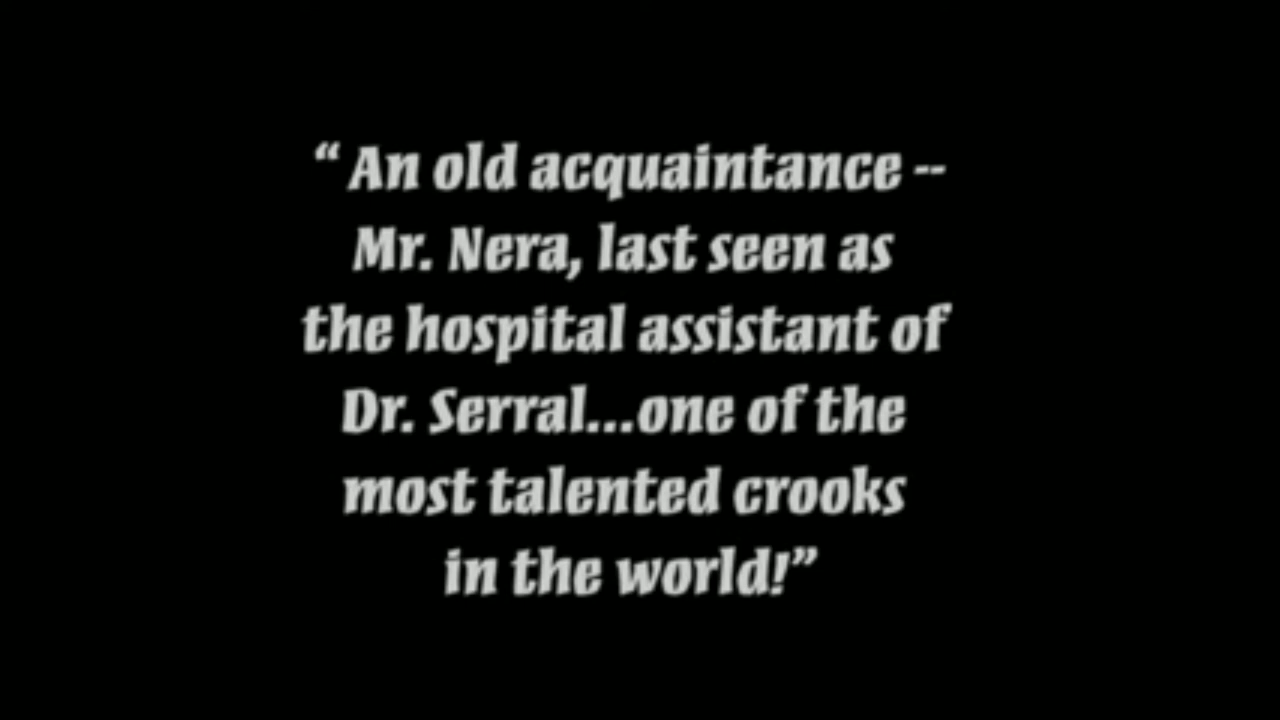 “ An old acquaintance --
Mr. Nera, last seen as
the hospital assistant of
Dr. Serral...one of the
most talented crooks
in the world!”